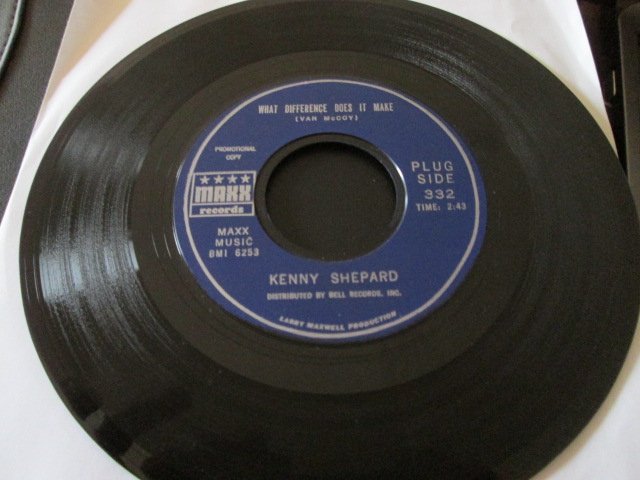 WHAT DIFFERENCE DOES IT MAKE
(VAN McCOY)
PROMOTIONAL
COPY
MAXX
records
MAXX
MUSIC
BMI 6253
PLUG
SIDE
332
TIME: 2:43
KENNY SHEPARD
DISTRIBUTED BY BELL RECORDS, INC.
LARRY MAXWELL PRODUCTION